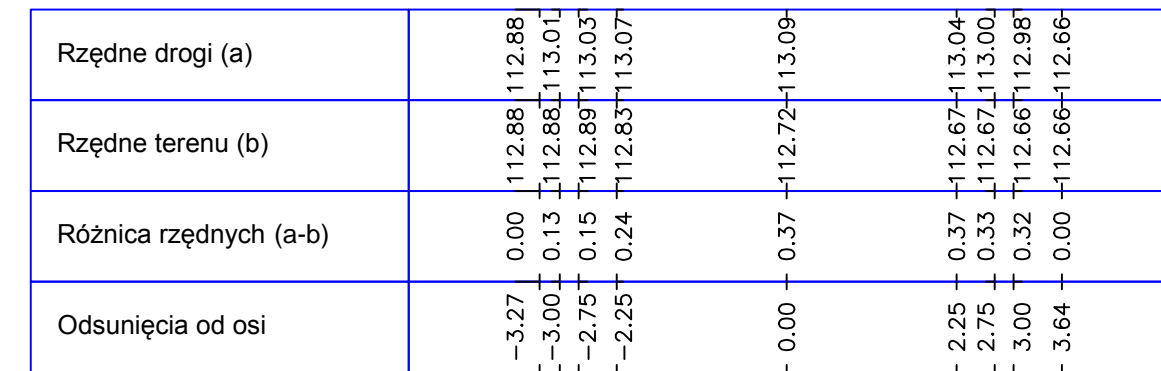 Rzędne drogi (a) 112.88 113.01 113.03 113.07 113.09 113.04 113.00 112.98 112.66
Rzędne terenu (b) 112.88 112.88 112.89 112.83 112.72 112.67 112.67 112.66 112.66
Różnica rzędnych (a-b) 0.00 0.13 0.15 0.24 0.37 0.37 0.33 0.32 0.00
Odsunięcia od osi -3.27 -3.00 -2.75 -2.25 0.00 2.25 2.75 3.00 3.64